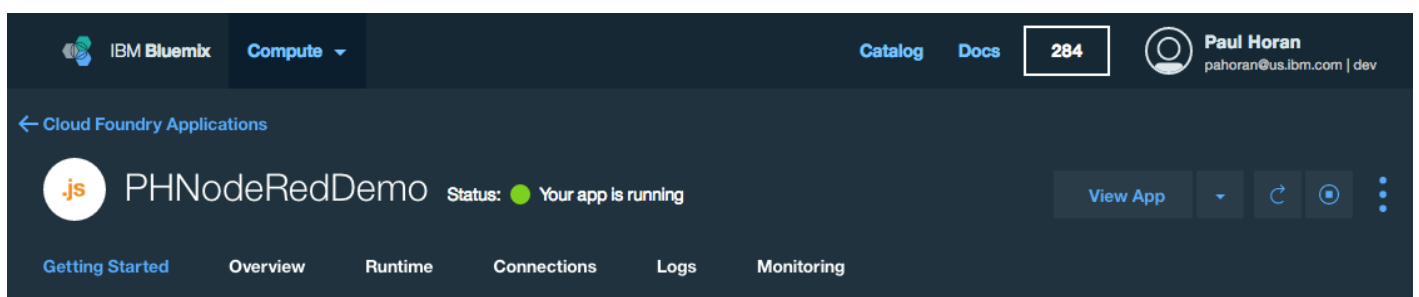 IBM Bluemix Compute Catalog Docs 284 Paul Horan
pahoran@us.ibm.com | dev
← Cloud Foundry Applications
.js PHNodeRedDemo Status: Your app is running View App
Getting Started Overview Runtime Connections Logs Monitoring